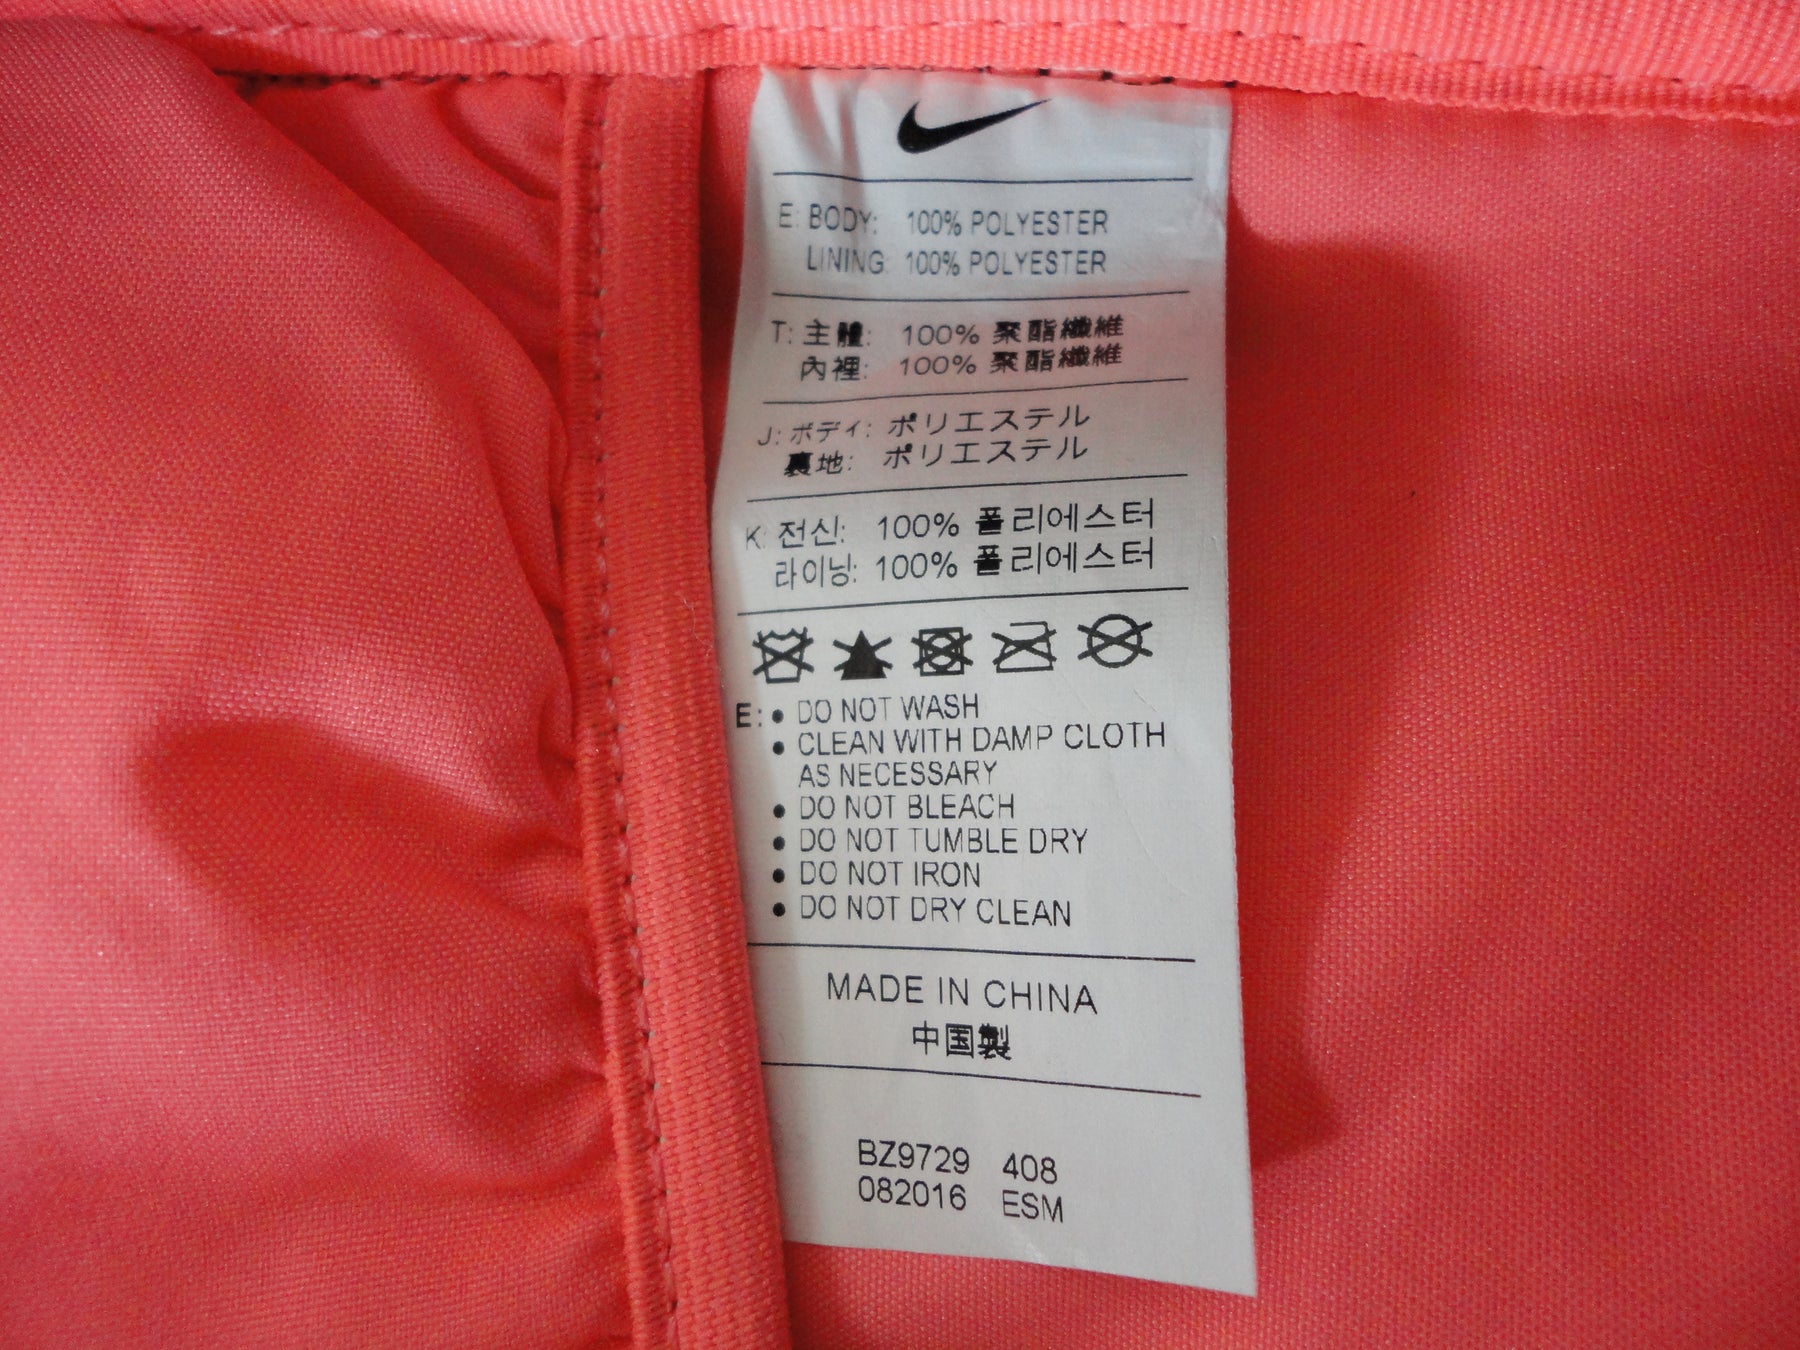 E: BODY: 100% POLYESTER
LINING: 100% POLYESTER
T: 主體: 100% 聚酯纖維
內裡: 100% 聚酯纖維
J: ボディ: ポリエステル
裏地: ポリエステル
K: 전신: 100% 폴리에스터
라이닝: 100% 폴리에스터
E: • DO NOT WASH
• CLEAN WITH DAMP CLOTH
AS NECESSARY
• DO NOT BLEACH
• DO NOT TUMBLE DRY
• DO NOT IRON
• DO NOT DRY CLEAN
MADE IN CHINA
中国製
BZ9729 408
082016 ESM